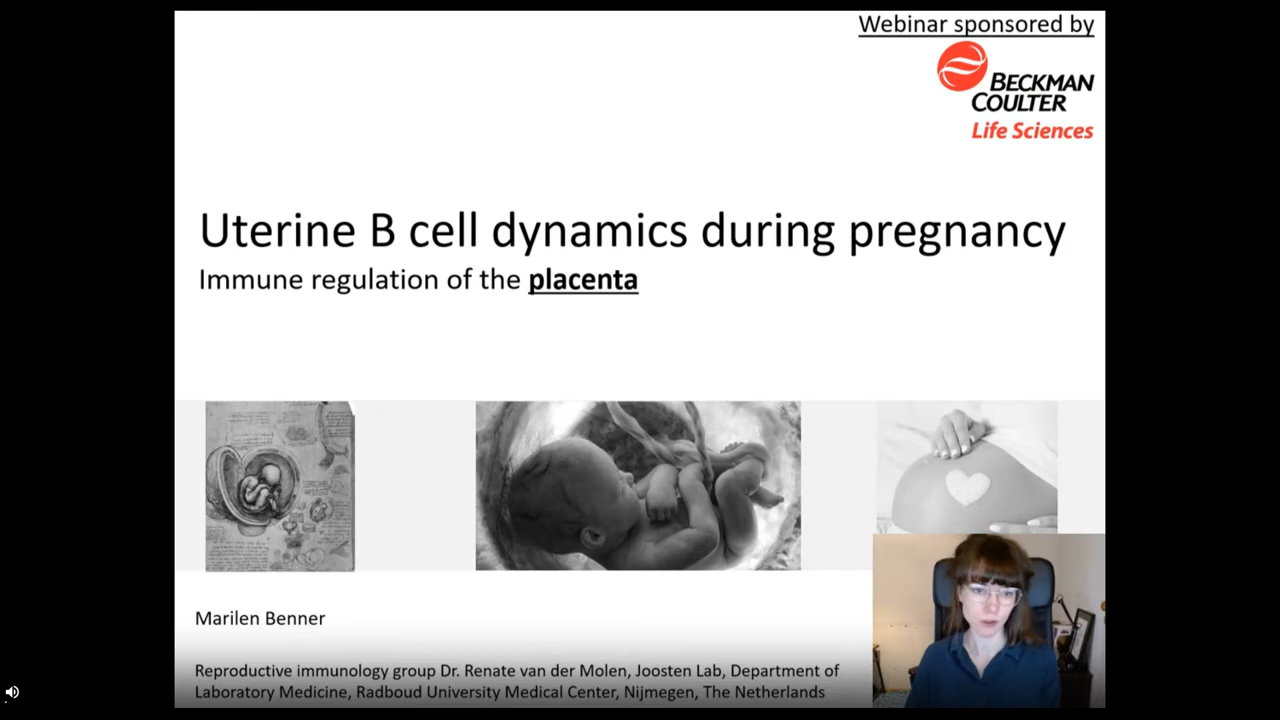 Webinar sponsored by
BECKMAN
COULTER
Life Sciences
Uterine B cell dynamics during pregnancy
Immune regulation of the placenta
Marilen Benner
Reproductive immunology group Dr. Renate van der Molen, Joosten Lab, Department of
Laboratory Medicine, Radboud University Medical Center, Nijmegen, The Netherlands